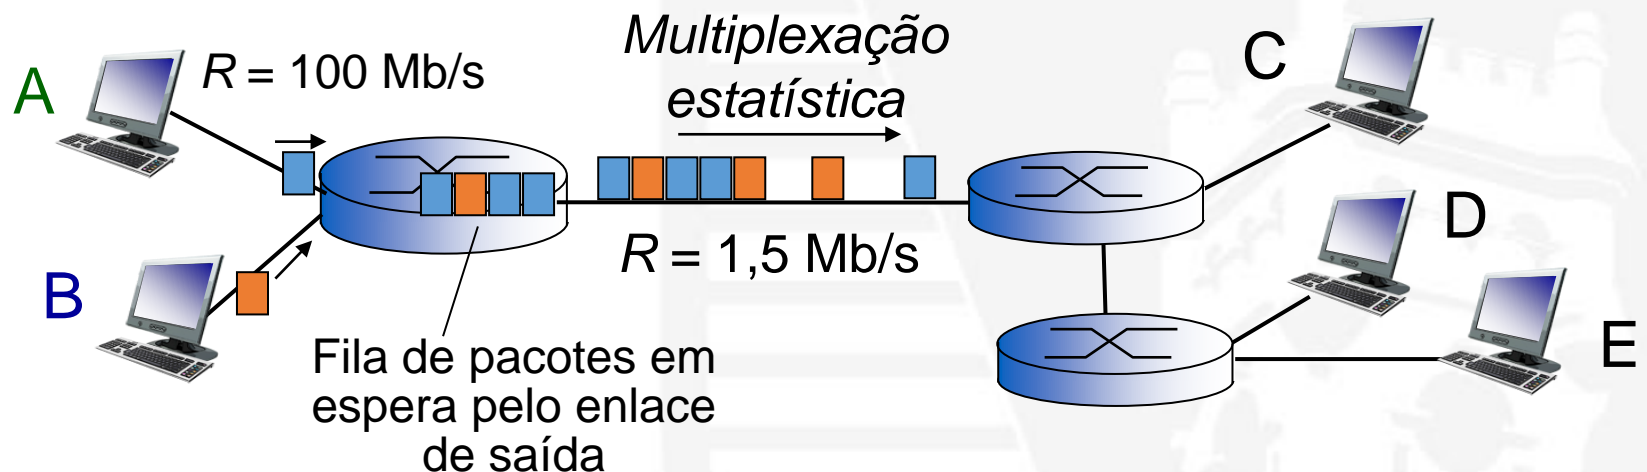 A
R = 100 Mb/s
Multiplexação
estatística
C
D
B
R = 1,5 Mb/s
E
Fila de pacotes em
espera pelo enlace
de saída